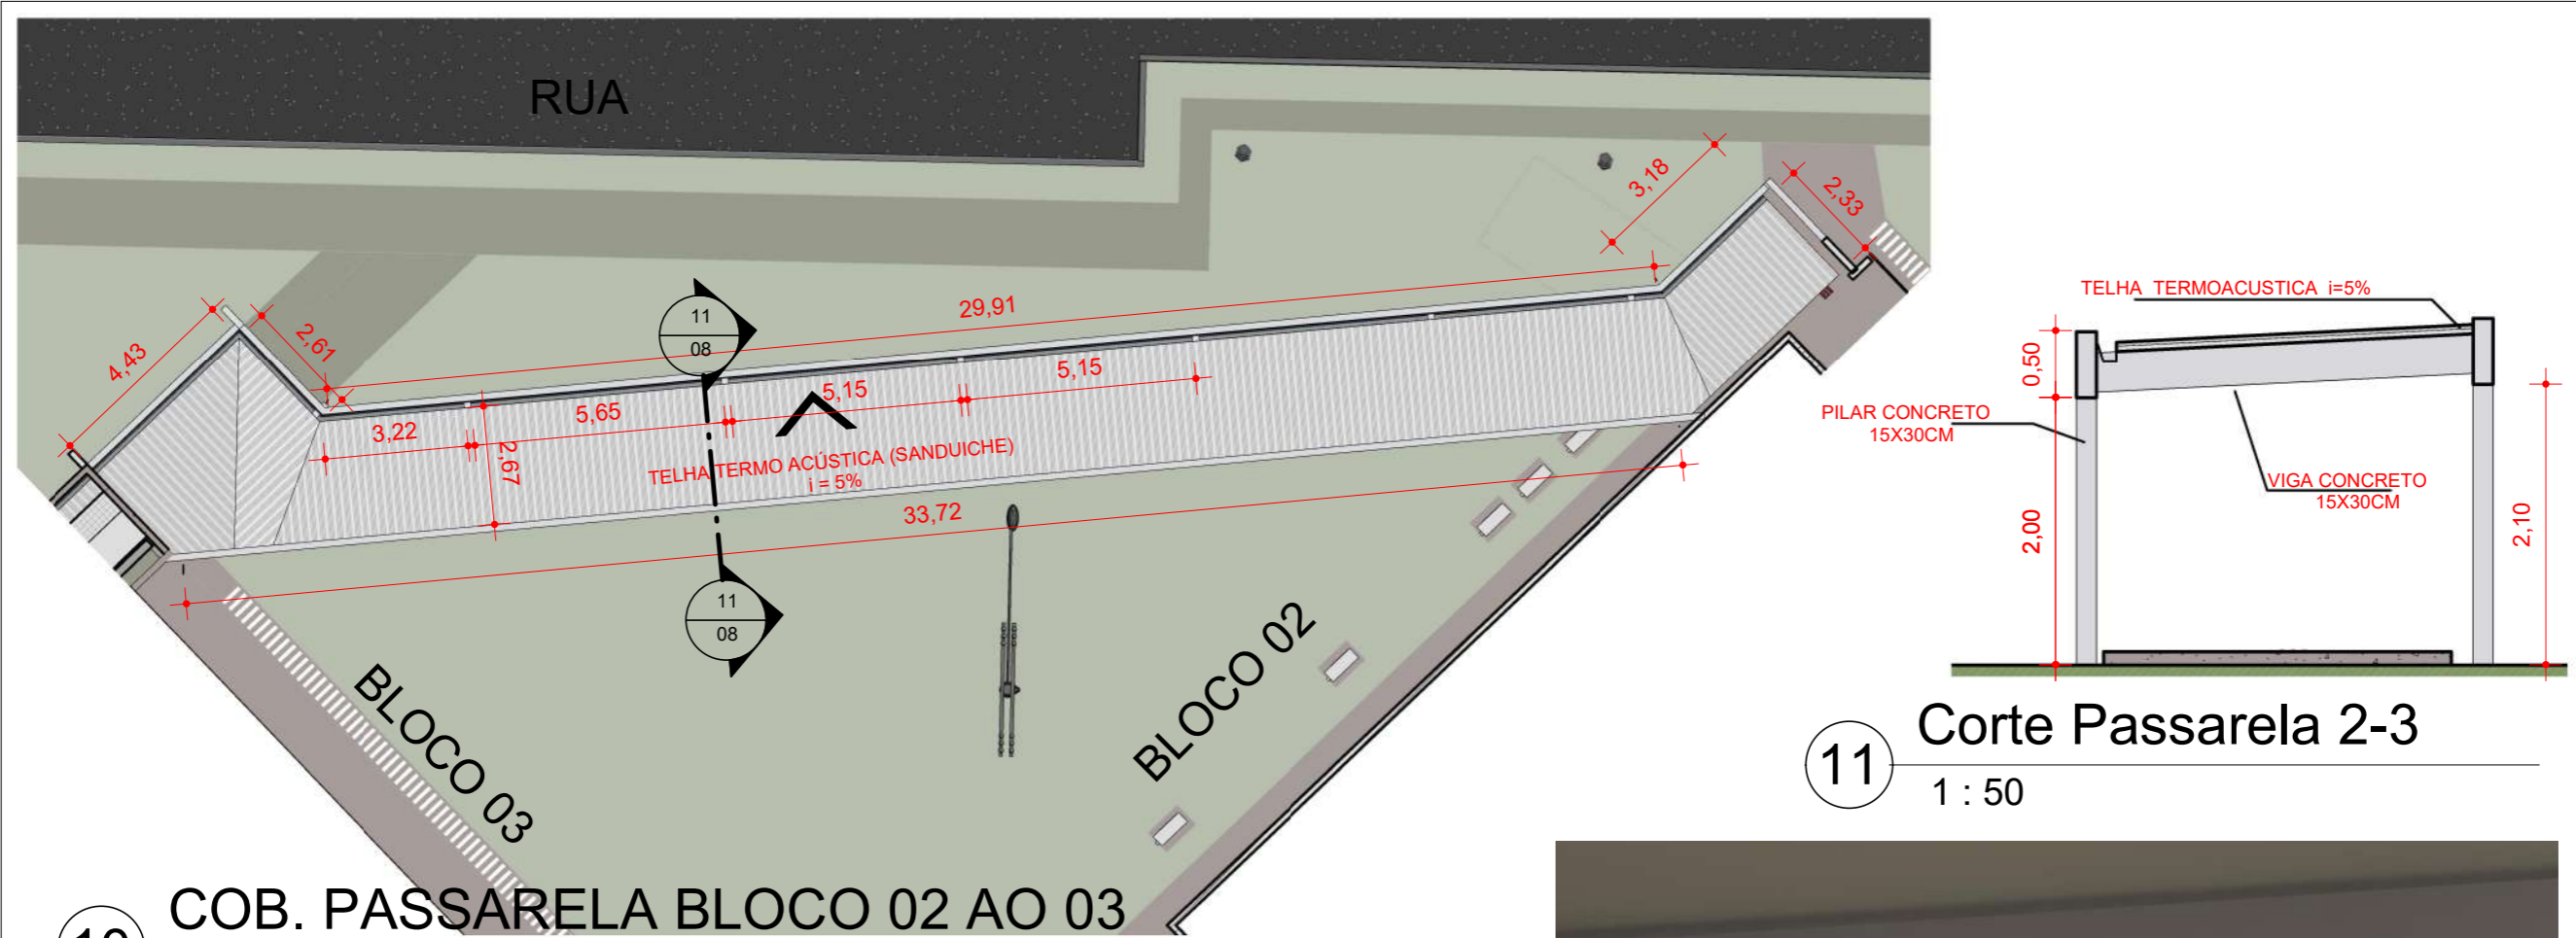 RUA
3,18
2,33
29,91
11
08
2,61
4,43
5,15
5,15
5,65
3,22
2,67
TELHA TERMO ACÚSTICA (SANDUICHE)
i = 5%
33,72
11
08
BLOCO 03
BLOCO 02
COB. PASSARELA BLOCO 02 AO 03
TELHA TERMOACUSTICA i=5%
0,50
PILAR CONCRETO
15X30CM
VIGA CONCRETO
15X30CM
2,00
2,10
11
Corte Passarela 2-3
1 : 50